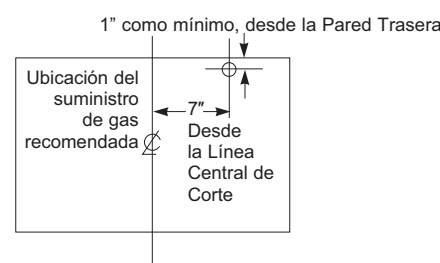 1” como mínimo, desde la Pared Trasera
Ubicación del
suministro
de gas
recomendada
7″
Desde
la Línea
Central de
Corte